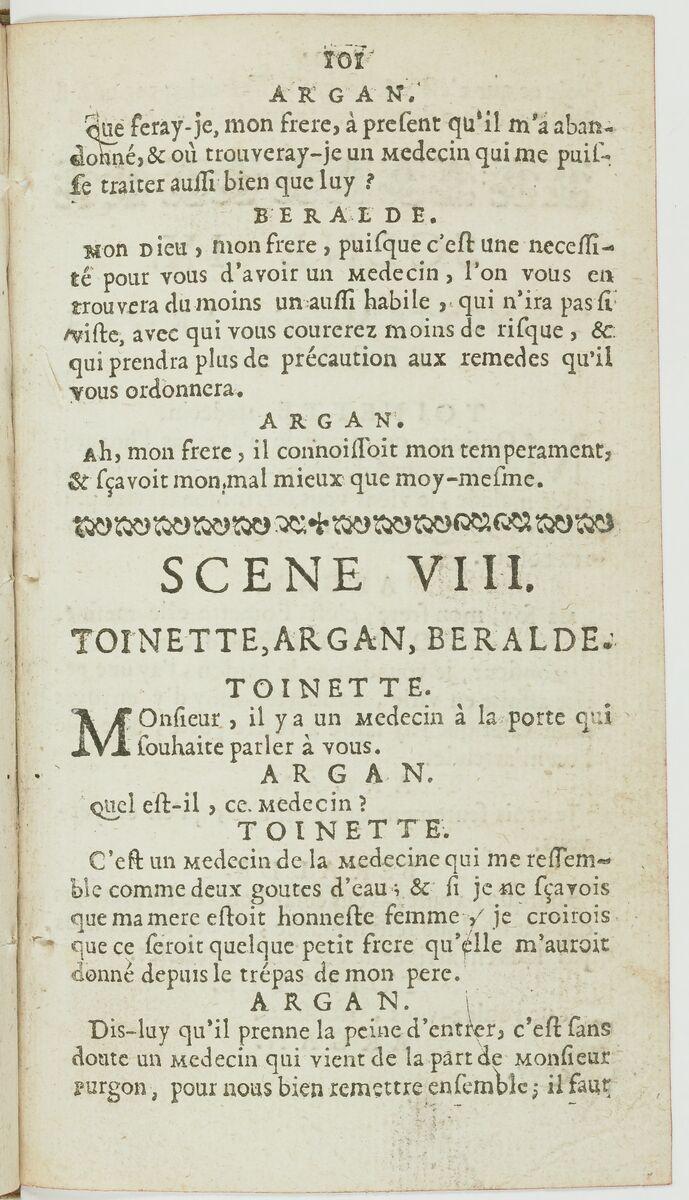 101
ARGAN.
Que feray-je, mon frere, à preſent qu'il m'a aban-
donné, & où trouveray-je un Medecin qui me puiſ-
ſe traiter auſſi bien que luy ?
BERALDE.
Mon Dieu, mon frere, puiſque c'eſt une neceſſi-
té pour vous d'avoir un Medecin, l'on vous en
trouvera du moins un auſſi habile, qui n'ira pas ſi
viſte, avec qui vous courerez moins de riſque, &
qui prendra plus de précaution aux remedes qu'il
vous ordonnera.
ARGAN.
Ah, mon frere, il connoiſſoit mon temperament,
& ſçavoit mon mal mieux que moy-meſme.
SCENE VIII.
TOINETTE, ARGAN, BERALDE.
TOINETTE.
MOnſieur, il y a un Medecin à la porte qui
ſouhaite parler à vous.
ARGAN.
Quel eſt-il, ce Medecin ?
TOINETTE.
C'eſt un Medecin de la Medecine qui me reſſem-
ble comme deux goutes d'eau; & ſi je ne ſçavois
que ma mere eſtoit honneſte femme, je croirois
que ce ſeroit quelque petit frere qu'elle m'auroit
donné depuis le trépas de mon pere.
ARGAN.
Dis-luy qu'il prenne la peine d'entrer, c'eſt ſans
doute un Medecin qui vient de la part de Monſieur
Purgon, pour nous bien remettre enſemble; il faut